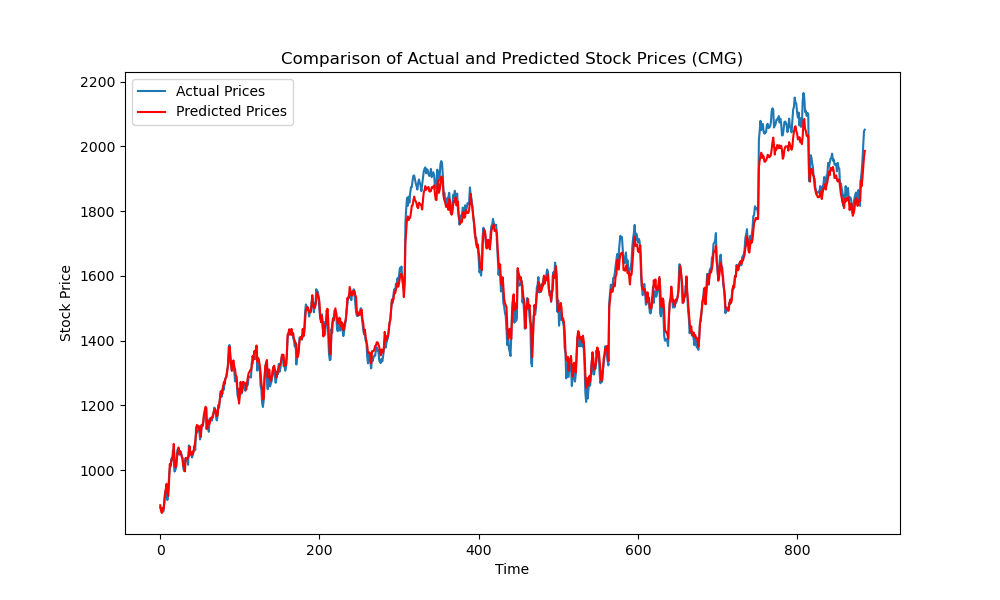 Comparison of Actual and Predicted Stock Prices (CMG)
Actual Prices
Predicted Prices
2200
2000
1800
1600
1400
1200
1000
Stock Price
0 200 400 600 800
Time